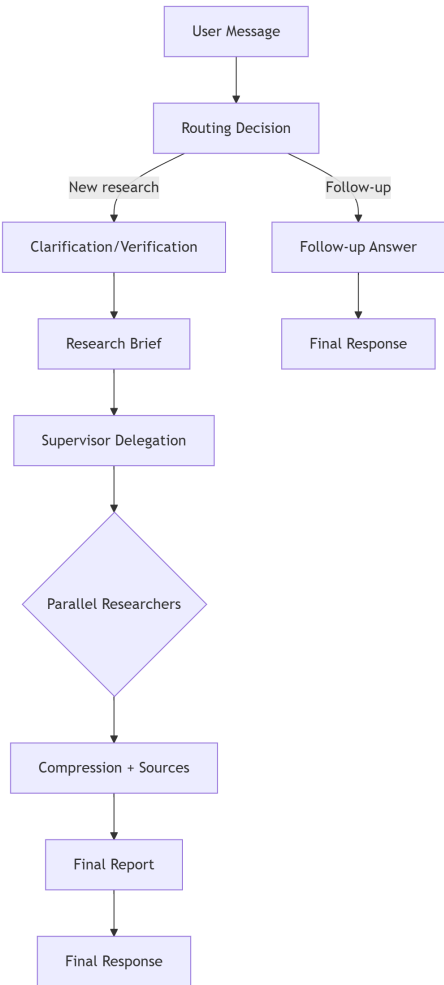 User Message
Routing Decision
New research
Follow-up
Clarification/Verification
Follow-up Answer
Research Brief
Final Response
Supervisor Delegation
Parallel Researchers
Compression + Sources
Final Report
Final Response